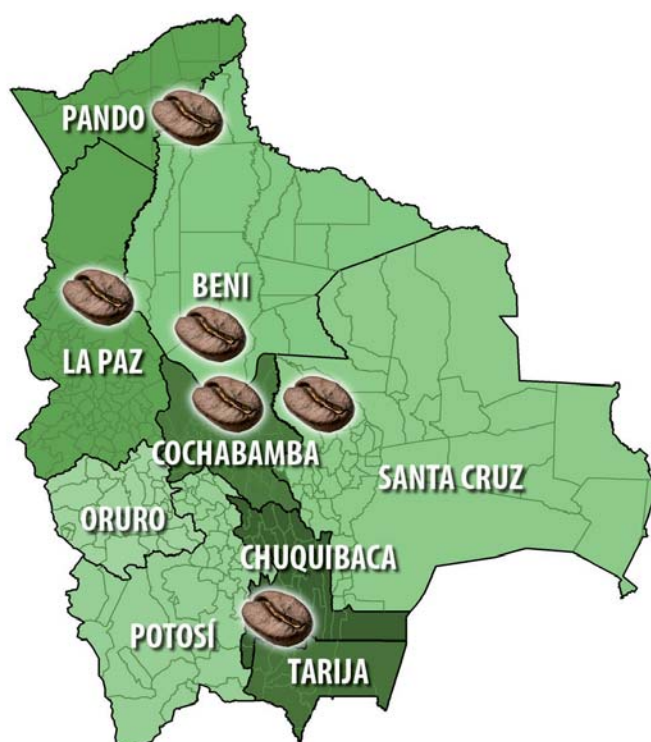 PANDO
BENI
LA PAZ
COCHABAMBA
SANTA CRUZ
ORURO
CHUQUIBACA
POTOSÍ
TARIJA